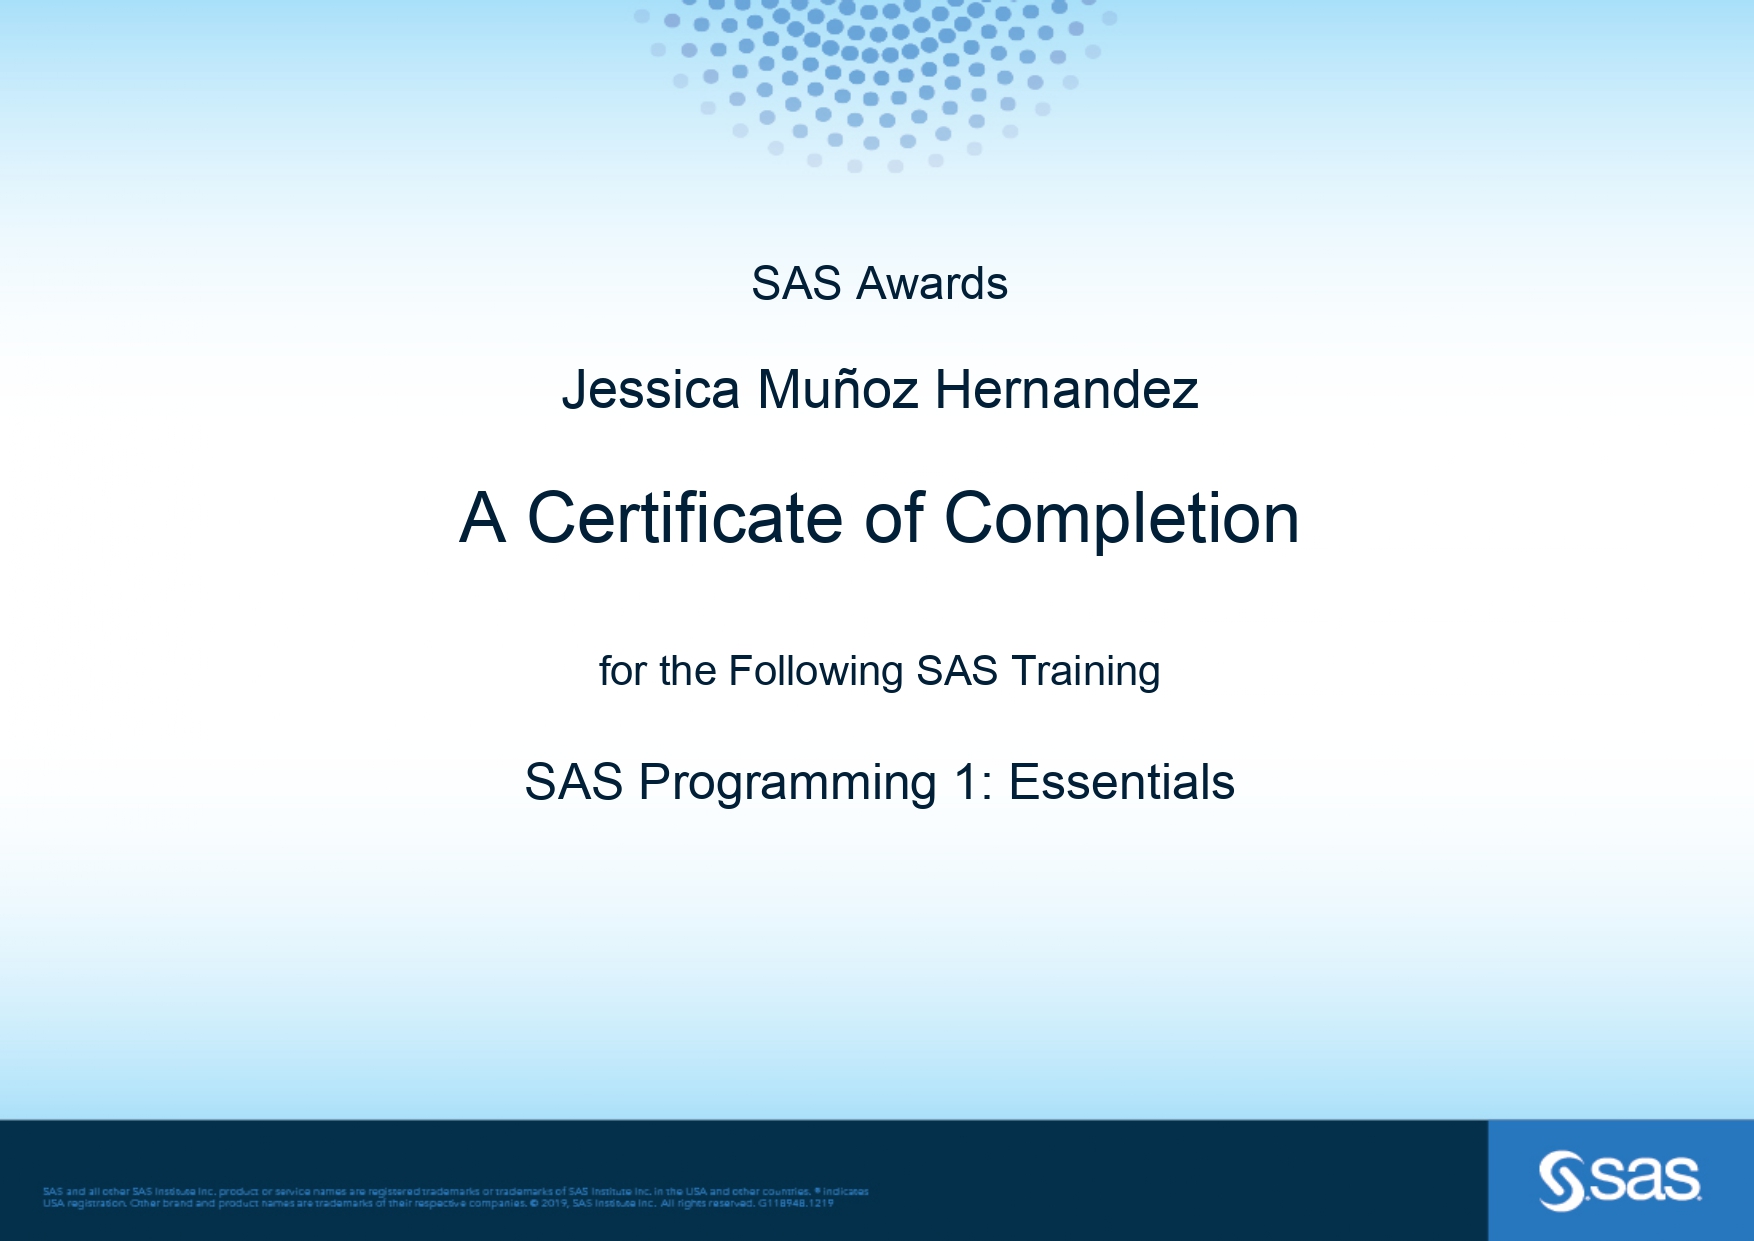 SAS Awards
Jessica Muñoz Hernandez
A Certificate of Completion
for the Following SAS Training
SAS Programming 1: Essentials
SAS and all other SAS Institute Inc. product or service names are registered trademarks or trademarks of SAS Institute Inc. in the USA and other countries. ® indicates
USA registration. Other brand and product names are trademarks of their respective companies. © 2019, SAS Institute Inc. All rights reserved. G118948.1219
sas